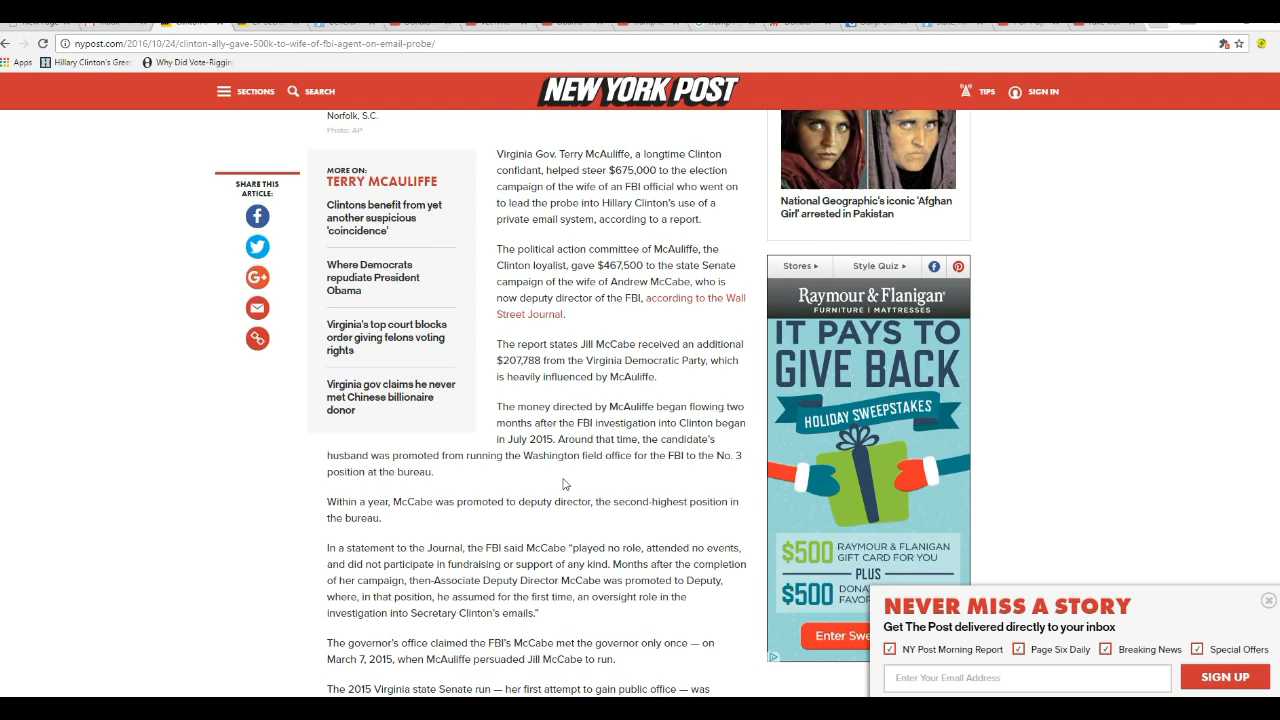 nypost.com/2016/10/24/clinton-ally-gave-500k-to-wife-of-fbi-agent-on-email-probe/
Apps
Hillary Clinton's Gree
Why Did Vote-Riggin
SECTIONS
SEARCH
NEW YORK POST
TIPS
SIGN IN
Norfolk, S.C.
Photo: AP
SHARE THIS
ARTICLE:
MORE ON:
TERRY MCAULIFFE
Clintons benefit from yet
another suspicious
'coincidence'
Where Democrats
repudiate President
Obama
Virginia's top court blocks
order giving felons voting
rights
Virginia gov claims he never
met Chinese billionaire
donor
Virginia Gov. Terry McAuliffe, a longtime Clinton
confidant, helped steer $675,000 to the election
campaign of the wife of an FBI official who went on
to lead the probe into Hillary Clinton's use of a
private email system, according to a report.
The political action committee of McAuliffe, the
Clinton loyalist, gave $467,500 to the state Senate
campaign of the wife of Andrew McCabe, who is
now deputy director of the FBI, according to the Wall
Street Journal.
The report states Jill McCabe received an additional
$207,788 from the Virginia Democratic Party, which
is heavily influenced by McAuliffe.
The money directed by McAuliffe began flowing two
months after the FBI investigation into Clinton began
in July 2015. Around that time, the candidate's
husband was promoted from running the Washington field office for the FBI to the No. 3
position at the bureau.
Within a year, McCabe was promoted to deputy director, the second-highest position in
the bureau.
In a statement to the Journal, the FBI said McCabe "played no role, attended no events,
and did not participate in fundraising or support of any kind. Months after the completion
of her campaign, then-Associate Deputy Director McCabe was promoted to Deputy,
where, in that position, he assumed for the first time, an oversight role in the
investigation into Secretary Clinton's emails."
The governor's office claimed the FBI's McCabe met the governor only once — on
March 7, 2015, when McAuliffe persuaded Jill McCabe to run.
The 2015 Virginia state Senate run — her first attempt to gain public office — was
National Geographic's iconic 'Afghan
Girl' arrested in Pakistan
Stores
Style Quiz
Raymour & Flanigan
FURNITURE | MATTRESSES
IT PAYS TO
GIVE BACK
HOLIDAY SWEEPSTAKES
$500 RAYMOUR & FLANIGAN
GIFT CARD FOR YOU
PLUS
$500 DONA
FAVOR
Enter Swe
NEVER MISS A STORY
Get The Post delivered directly to your inbox
NY Post Morning Report
Page Six Daily
Breaking News
Special Offers
Enter Your Email Address
SIGN UP